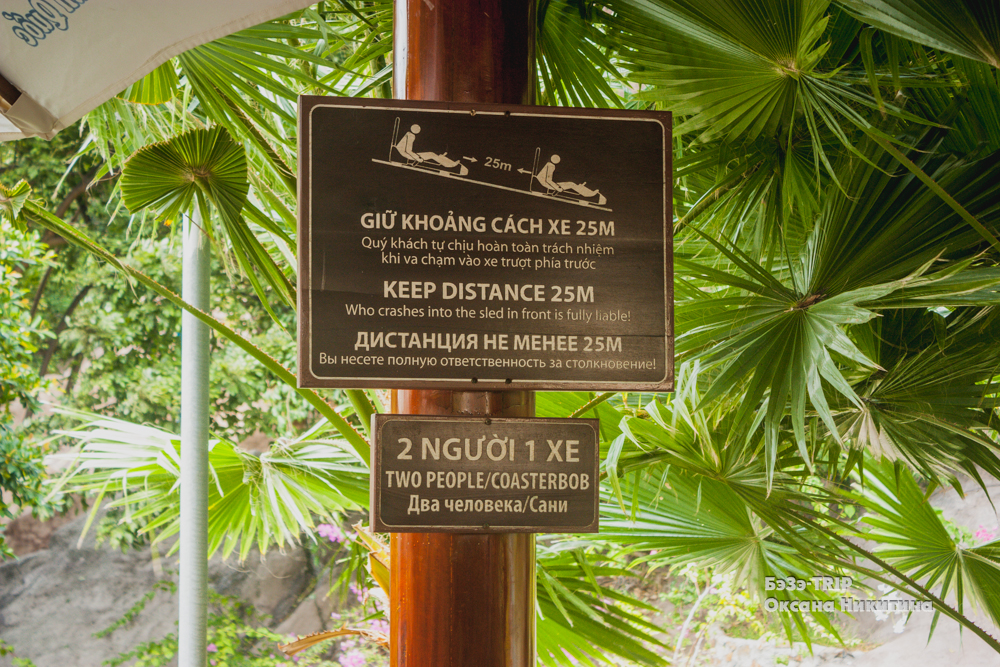 25m
GIỮ KHOẢNG CÁCH XE 25M
Quý khách tự chịu hoàn toàn trách nhiệm
khi va chạm vào xe trượt phía trước
KEEP DISTANCE 25M
Who crashes into the sled in front is fully liable!
ДИСТАНЦИЯ НЕ МЕНЕЕ 25М
Вы несете полную ответственность за столкновение!
2 NGƯỜI 1 XE
TWO PEOPLE/COASTERBOB
Два человека/Сани
БэЗэ-TRIP
Оксана Никитина